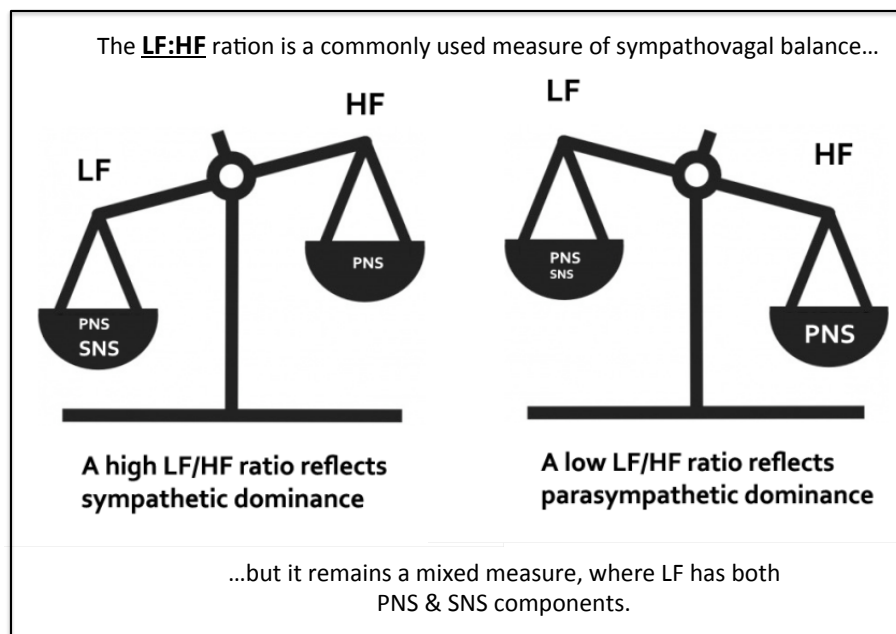 The LF:HF ration is a commonly used measure of sympathovagal balance…
LF
HF
PNS
SNS
PNS
A high LF/HF ratio reflects
sympathetic dominance
LF
HF
PNS
SNS
PNS
A low LF/HF ratio reflects
parasympathetic dominance
…but it remains a mixed measure, where LF has both
PNS & SNS components.